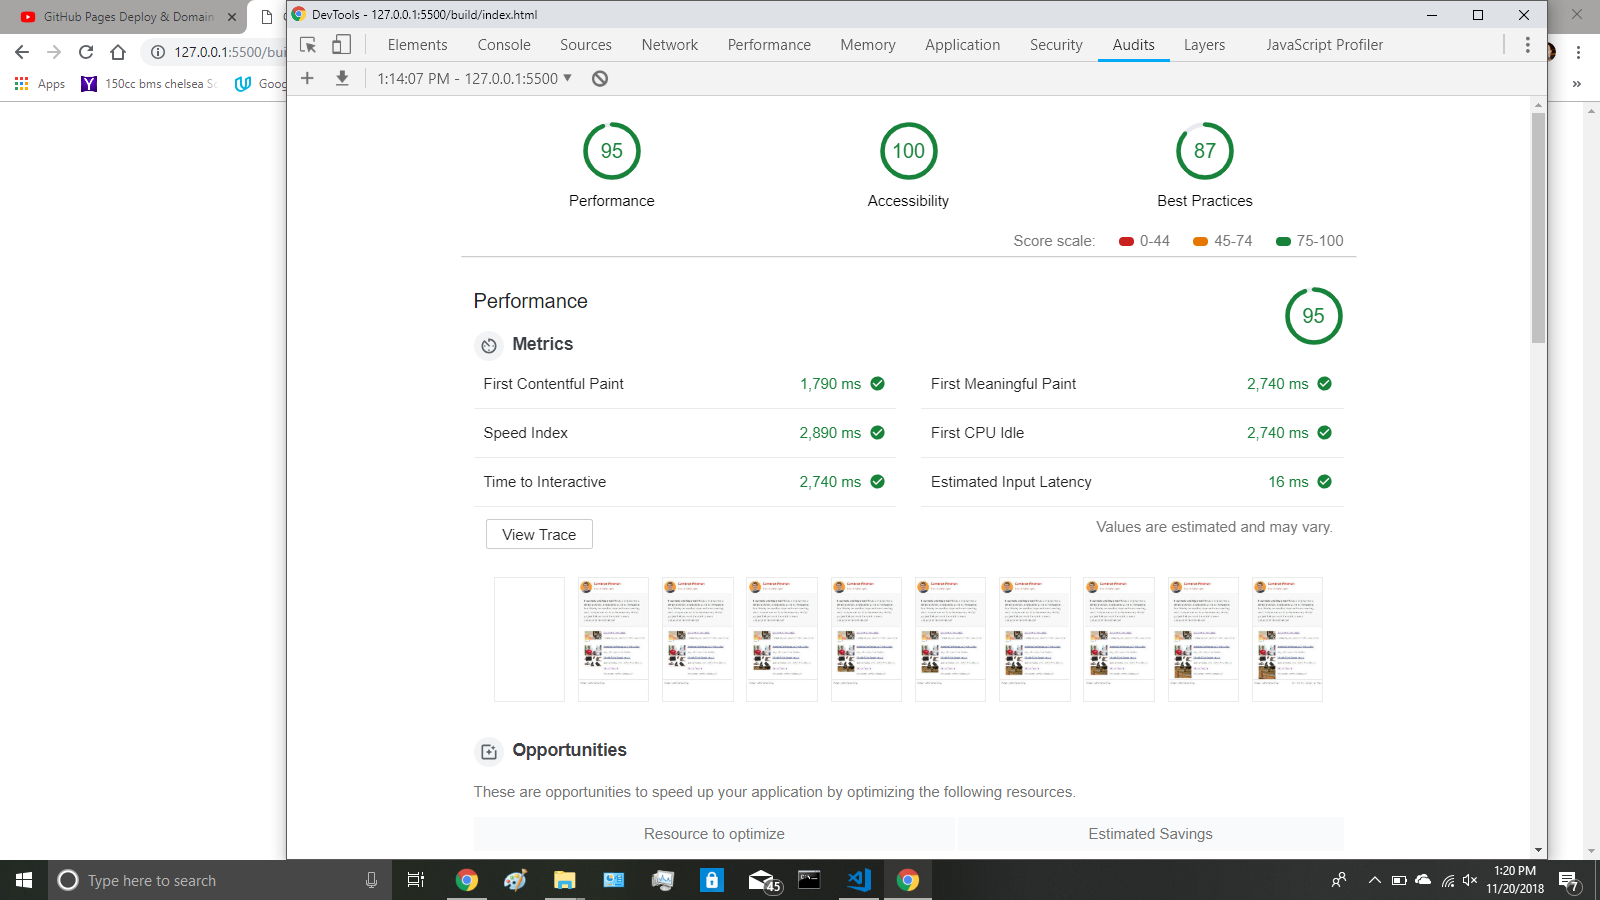 GitHub Pages Deploy & Domain
DevTools - 127.0.0.1:5500/build/index.html
127.0.0.1:5500/bui
Apps
150cc bms chelsea Sc
Goog
Elements Console Sources Network Performance Memory Application Security Audits Layers JavaScript Profiler
1:14:07 PM - 127.0.0.1:5500
95 100 87
Performance Accessibility Best Practices
Score scale: 0-44 45-74 75-100
Performance
95
Metrics
First Contentful Paint 1,790 ms
First Meaningful Paint 2,740 ms
Speed Index 2,890 ms
First CPU Idle 2,740 ms
Time to Interactive 2,740 ms
Estimated Input Latency 16 ms
View Trace
Values are estimated and may vary.
Opportunities
These are opportunities to speed up your application by optimizing the following resources.
Resource to optimize Estimated Savings
Type here to search
45
1:20 PM
11/20/2018
7